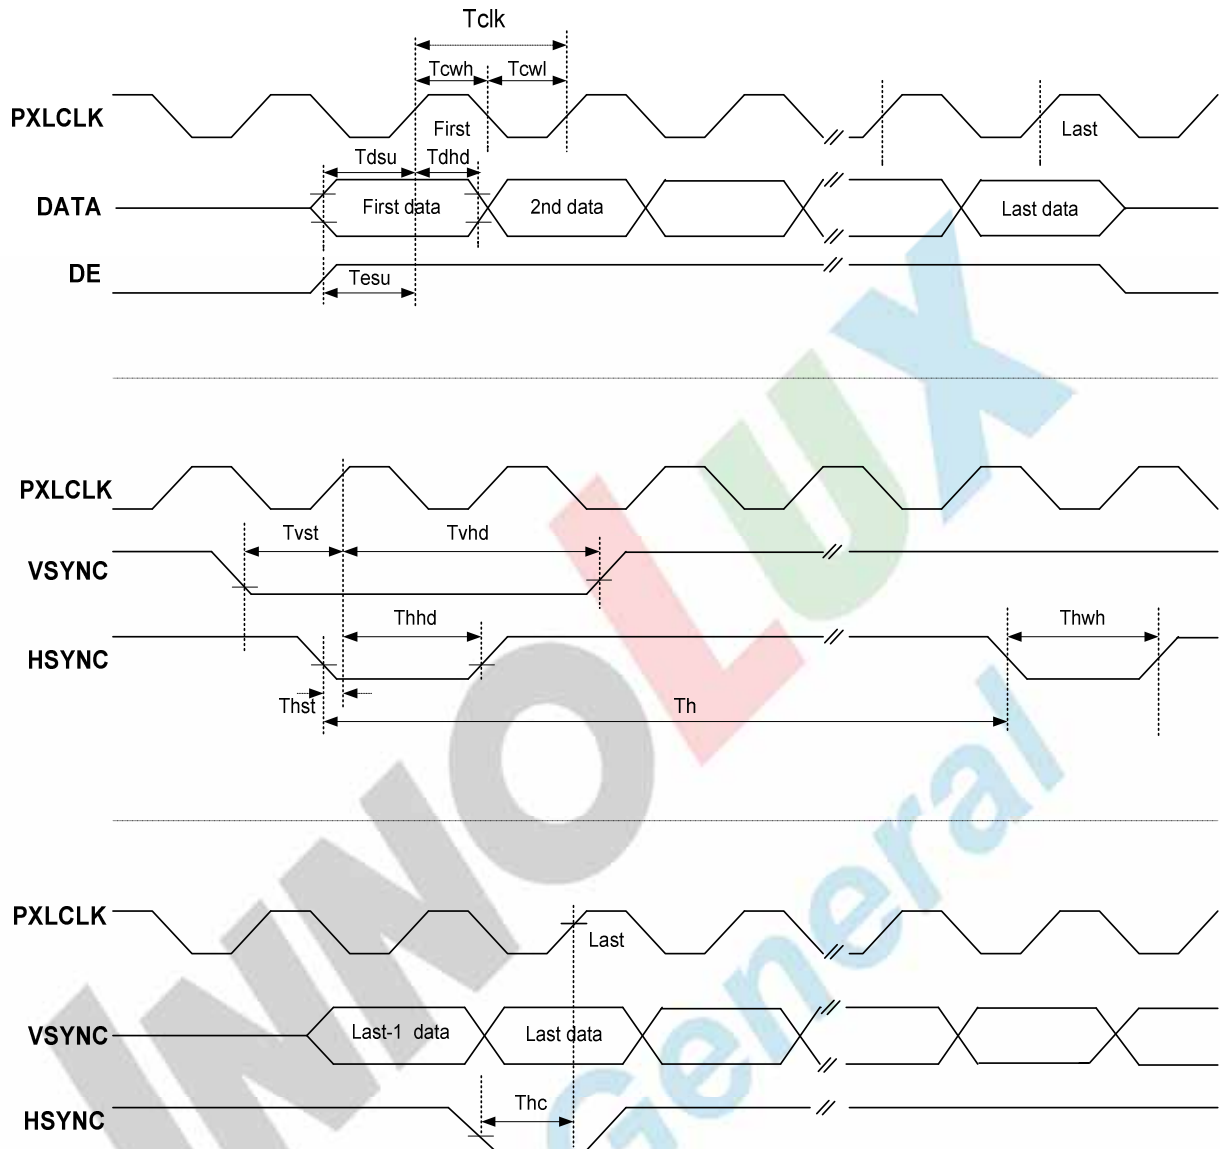 Tclk
Tcwh Tcwl
PXLCLK
First
Last
Tdsu Tdhd
DATA
First data
2nd data
Last data
DE
Tesu
PXLCLK
Tvst Tvhd
VSYNC
Thhd
Thwh
HSYNC
Thst
Th
PXLCLK
Last
VSYNC
Last-1 data
Last data
Thc
HSYNC
INNOLUX
General